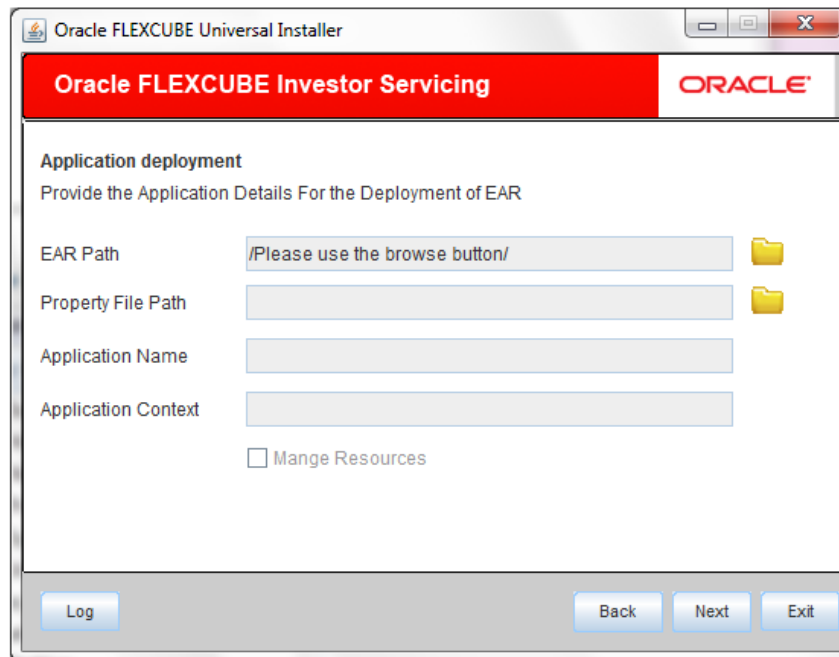 Oracle FLEXCUBE Universal Installer
Oracle FLEXCUBE Investor Servicing
ORACLE
Application deployment
Provide the Application Details For the Deployment of EAR
EAR Path /Please use the browse button/
Property File Path
Application Name
Application Context
Mange Resources
Log Back Next Exit